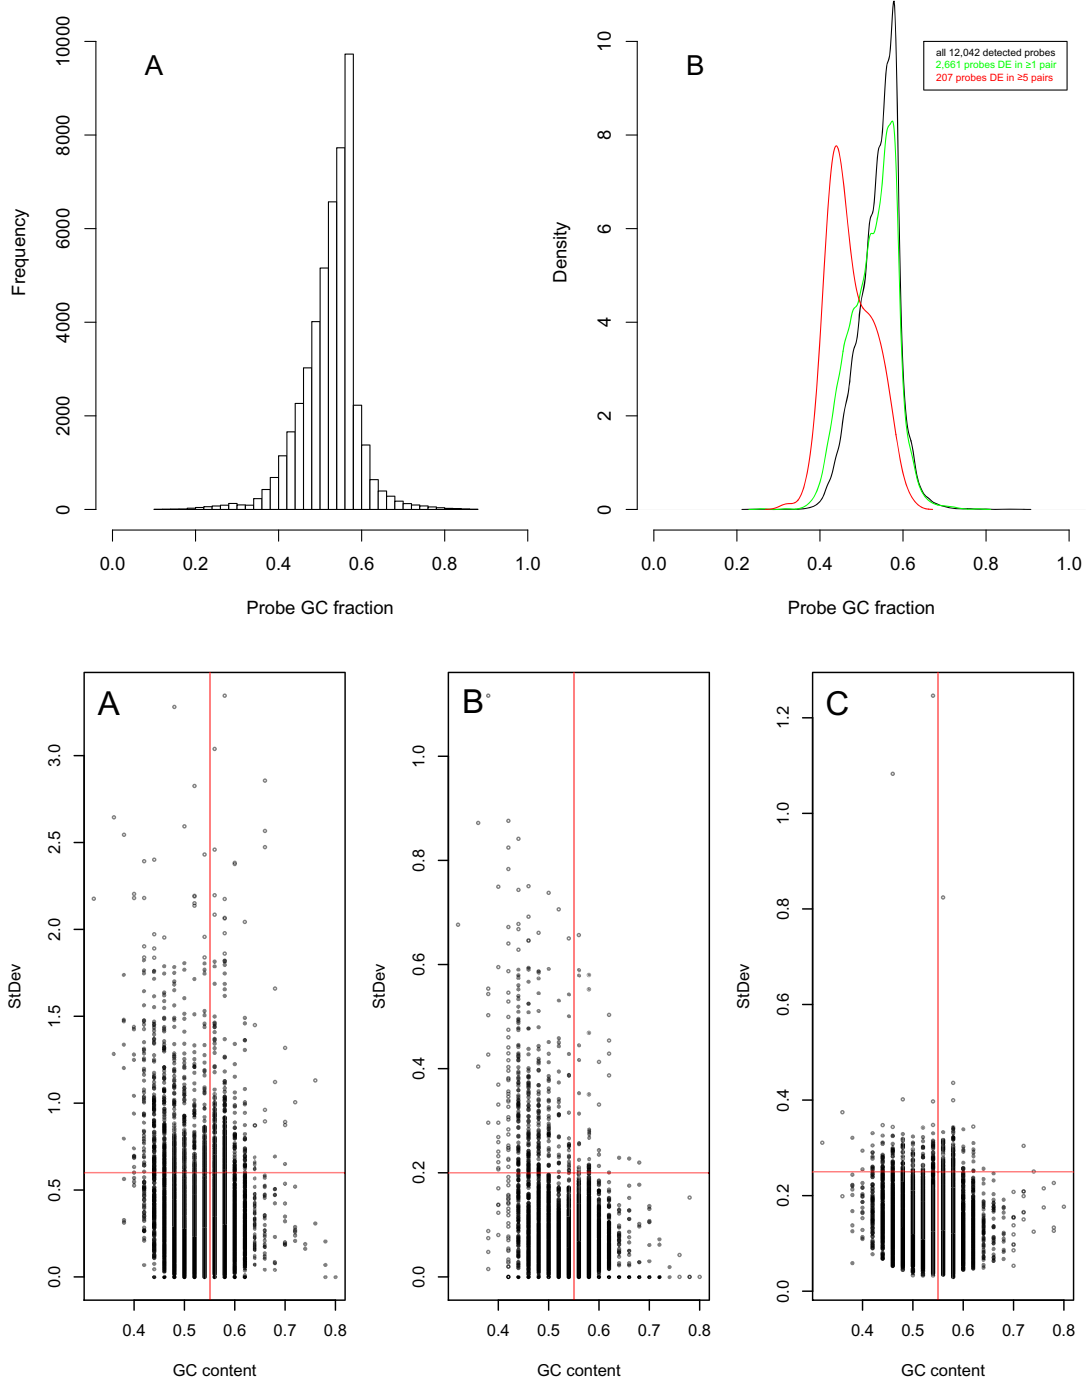 A
Frequency
0
2000
4000
6000
8000
10000
0.0 0.2 0.4 0.6 0.8 1.0
Probe GC fraction
B
all 12,042 detected probes
2,661 probes DE in ≥1 pair
207 probes DE in ≥5 pairs
Density
0
2
4
6
8
10
0.0 0.2 0.4 0.6 0.8 1.0
Probe GC fraction
A
StDev
0.0
0.5
1.0
1.5
2.0
2.5
3.0
0.4 0.5 0.6 0.7 0.8
GC content
B
StDev
0.0
0.2
0.4
0.6
0.8
1.0
0.4 0.5 0.6 0.7 0.8
GC content
C
StDev
0.0
0.2
0.4
0.6
0.8
1.0
1.2
0.4 0.5 0.6 0.7 0.8
GC content